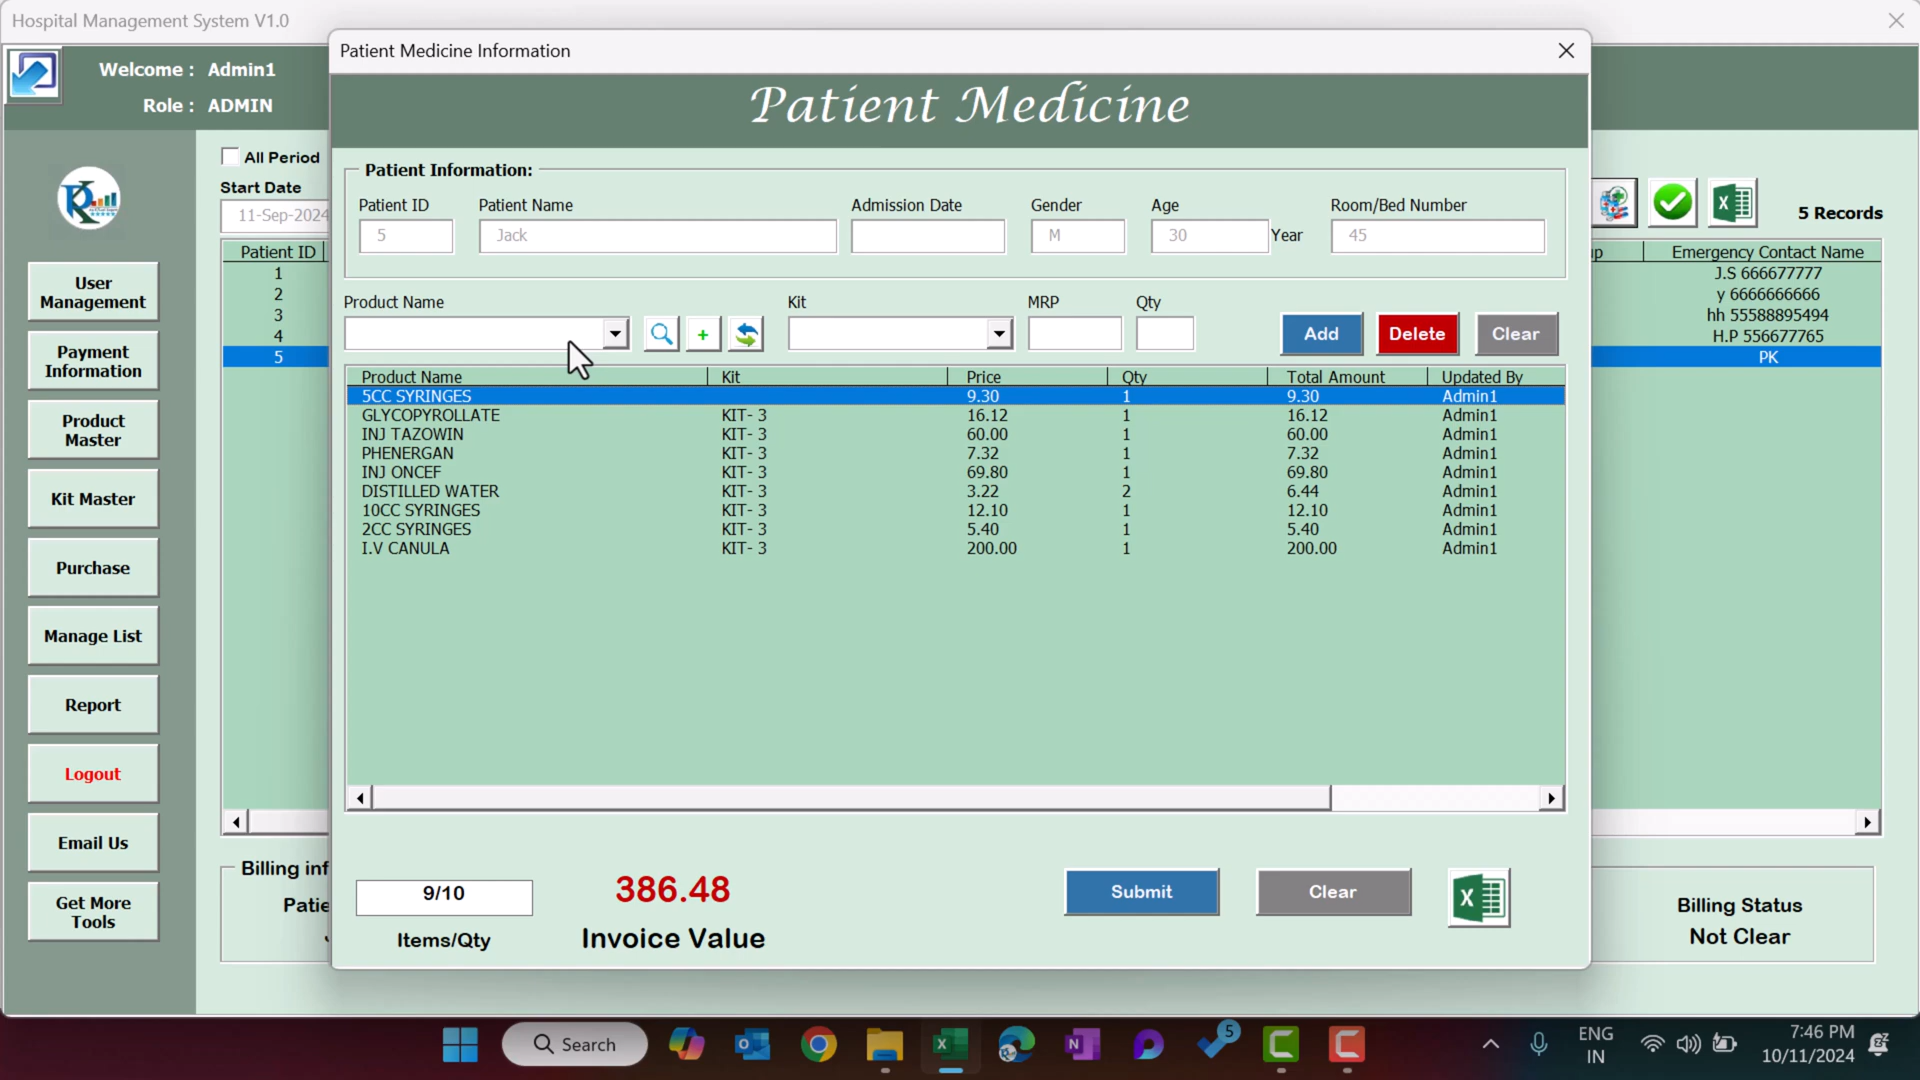 Hospital Management System V1.0
Welcome : Admin1
Role : ADMIN
User Management
Payment Information
Product Master
Kit Master
Purchase
Manage List
Report
Logout
Email Us
Get More Tools
All Period
Start Date
11-Sep-2024
Patient ID
1
2
3
4
5
Billing inf
Patie
Patient Medicine Information
Patient Medicine
Patient Information:
Patient ID Patient Name Admission Date Gender Age Room/Bed Number
5 Jack M 30 Year 45
Product Name Kit MRP Qty
+ Add Delete Clear
Product Name Kit Price Qty Total Amount Updated By
5CC SYRINGES 9.30 1 9.30 Admin1
GLYCOPYROLLATE KIT- 3 16.12 1 16.12 Admin1
INJ TAZOWIN KIT- 3 60.00 1 60.00 Admin1
PHENERGAN KIT- 3 7.32 1 7.32 Admin1
INJ ONCEF KIT- 3 69.80 1 69.80 Admin1
DISTILLED WATER KIT- 3 3.22 2 6.44 Admin1
10CC SYRINGES KIT- 3 12.10 1 12.10 Admin1
2CC SYRINGES KIT- 3 5.40 1 5.40 Admin1
I.V CANULA KIT- 3 200.00 1 200.00 Admin1
9/10 386.48 Submit Clear
Items/Qty Invoice Value
5 Records
p Emergency Contact Name
J.S 666677777
y 6666666666
hh 55588895494
H.P 556677765
PK
Billing Status
Not Clear
Search
5
ENG
IN
7:46 PM
10/11/2024